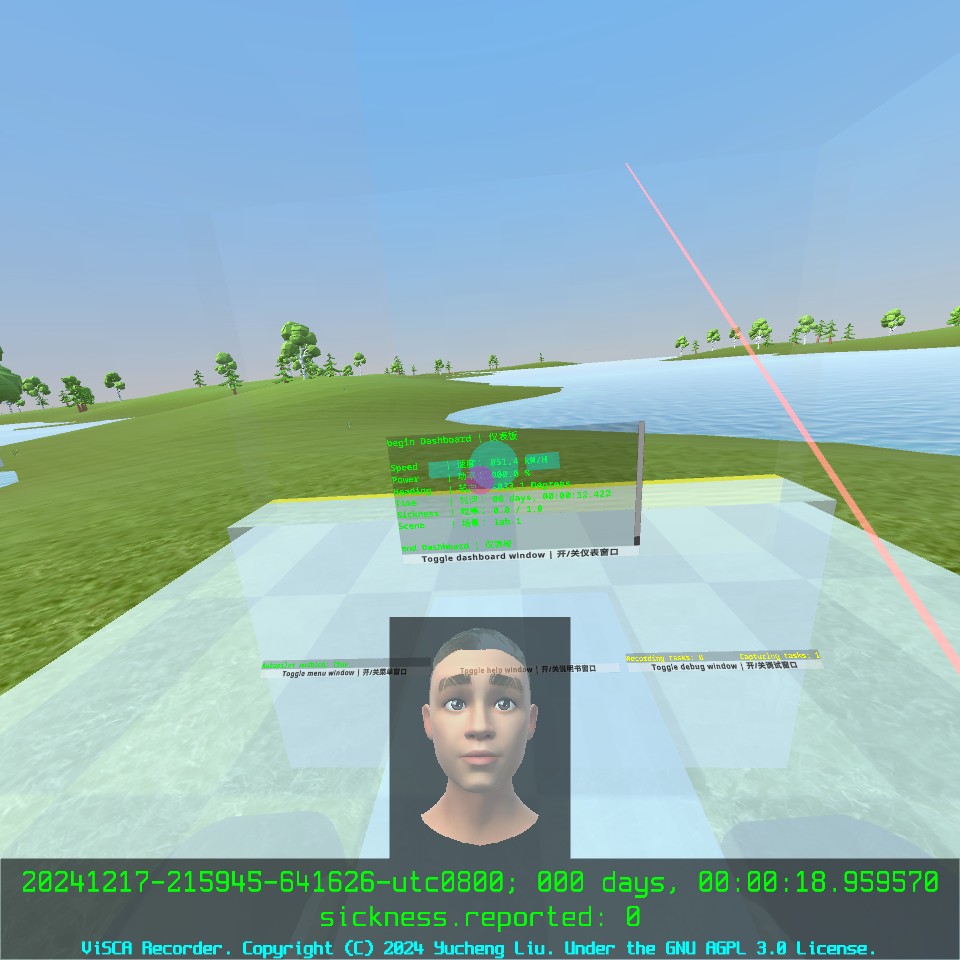 begin Dashboard | 仪表板
Speed | 速度: 051.4 KM/H
Power | 功率: 000.0 %
Heading Degrees
Time 00 days, 00:00:32.422
Sickness 0.0 / 1.0
Scene | 场景: lab 1
end Dashboard | 仪表板
Toggle dashboard window | 开/关仪表窗口
Toggle menu window | 开/关菜单窗口
Toggle help window | 开/关说明书窗口
Recording tasks: 0 Capturing tasks: 1
Toggle debug window | 开/关调试窗口
20241217-215945-641626-utc0800; 000 days, 00:00:18.959570
sickness.reported: 0
ViSCA Recorder. Copyright (C) 2024 Yucheng Liu. Under the GNU AGPL 3.0 License.